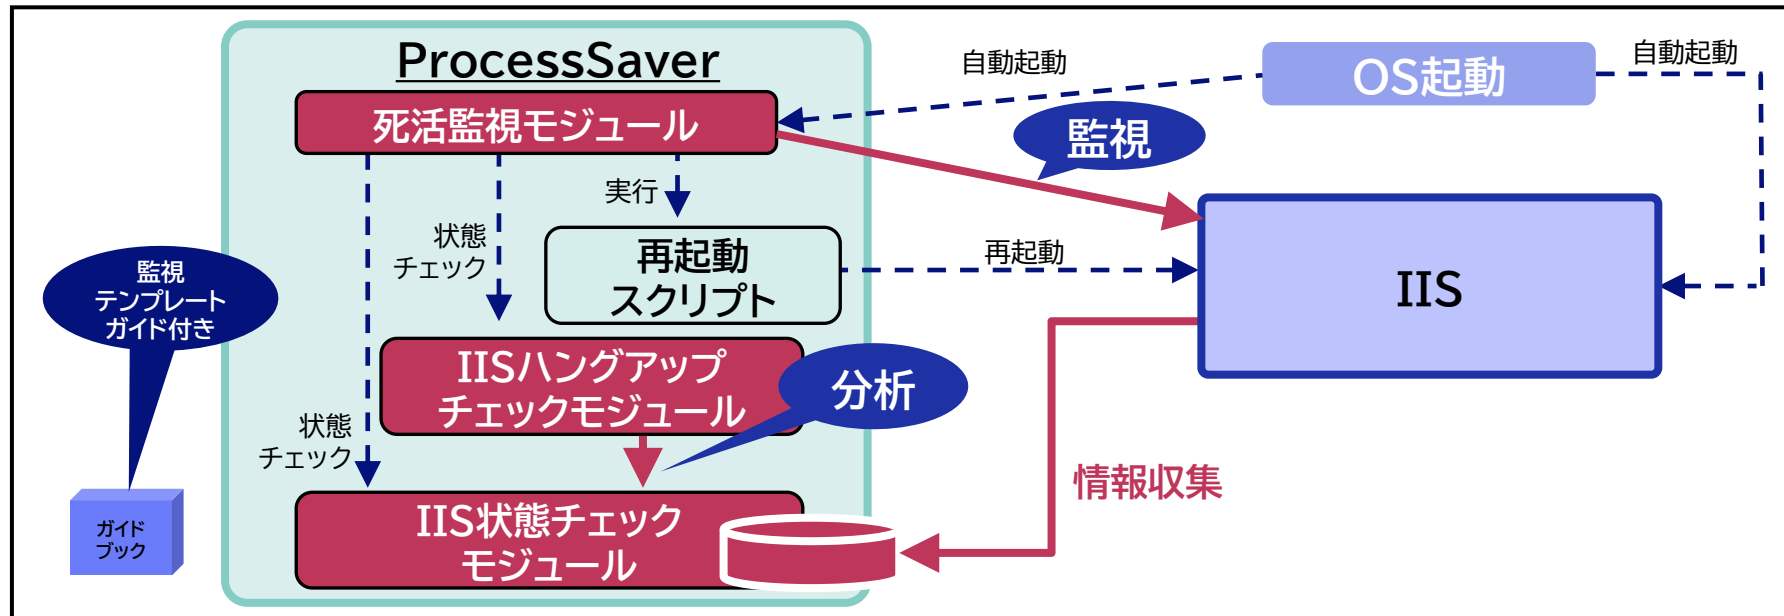 ProcessSaver
自動起動
OS起動
自動起動
死活監視モジュール
監視
実行
状態
チェック
再起動
スクリプト
再起動
IIS
監視
テンプレート
ガイド付き
IISハングアップ
チェックモジュール
分析
状態
チェック
情報収集
IIS状態チェック
モジュール
ガイド
ブック